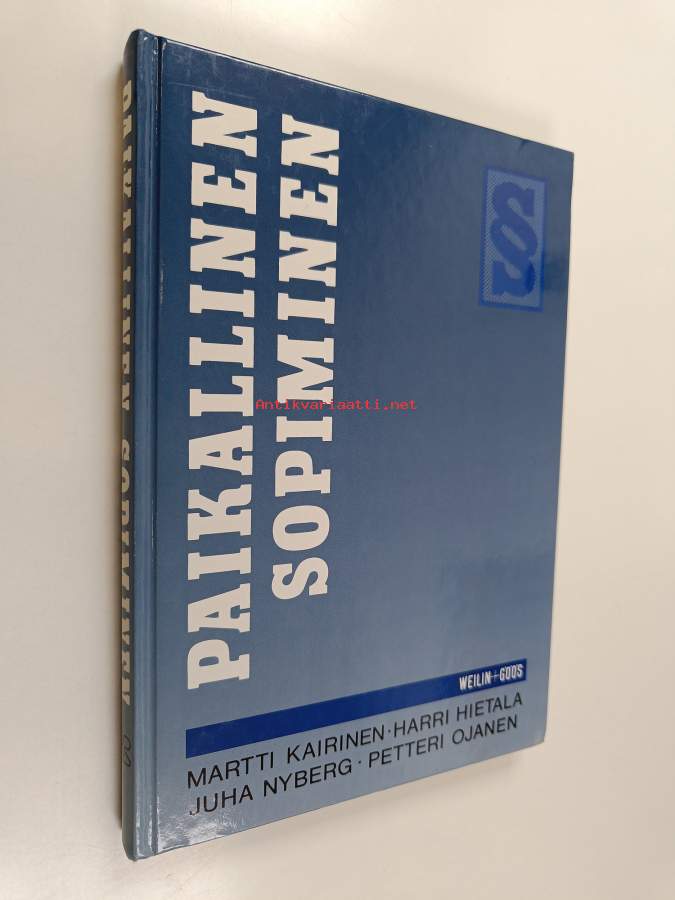 PAIKALLINEN SOPIMINEN
PAIKALLINEN
SOPIMINEN
§
Antikvariaatti.net
WEILIN+GÖÖS
MARTTI KAIRINEN · HARRI HIETALA
JUHA NYBERG · PETTERI OJANEN